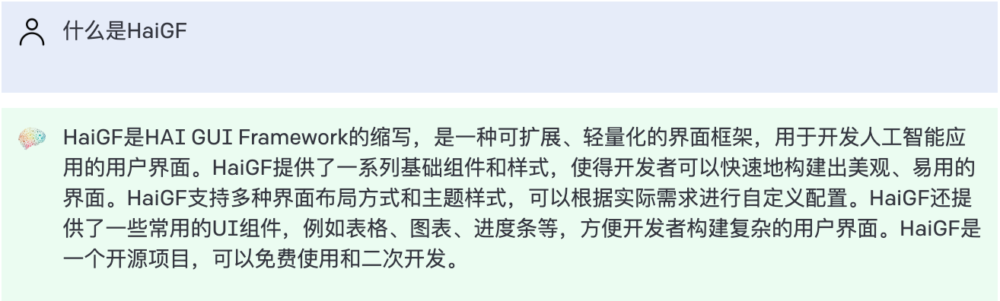 什么是HaiGF
HaiGF是HAI GUI Framework的缩写，是一种可扩展、轻量化的界面框架，用于开发人工智能应
用的用户界面。HaiGF提供了一系列基础组件和样式，使得开发者可以快速地构建出美观、易用的
界面。HaiGF支持多种界面布局方式和主题样式，可以根据实际需求进行自定义配置。HaiGF还提
供了一些常用的UI组件，例如表格、图表、进度条等，方便开发者构建复杂的用户界面。HaiGF是
一个开源项目，可以免费使用和二次开发。